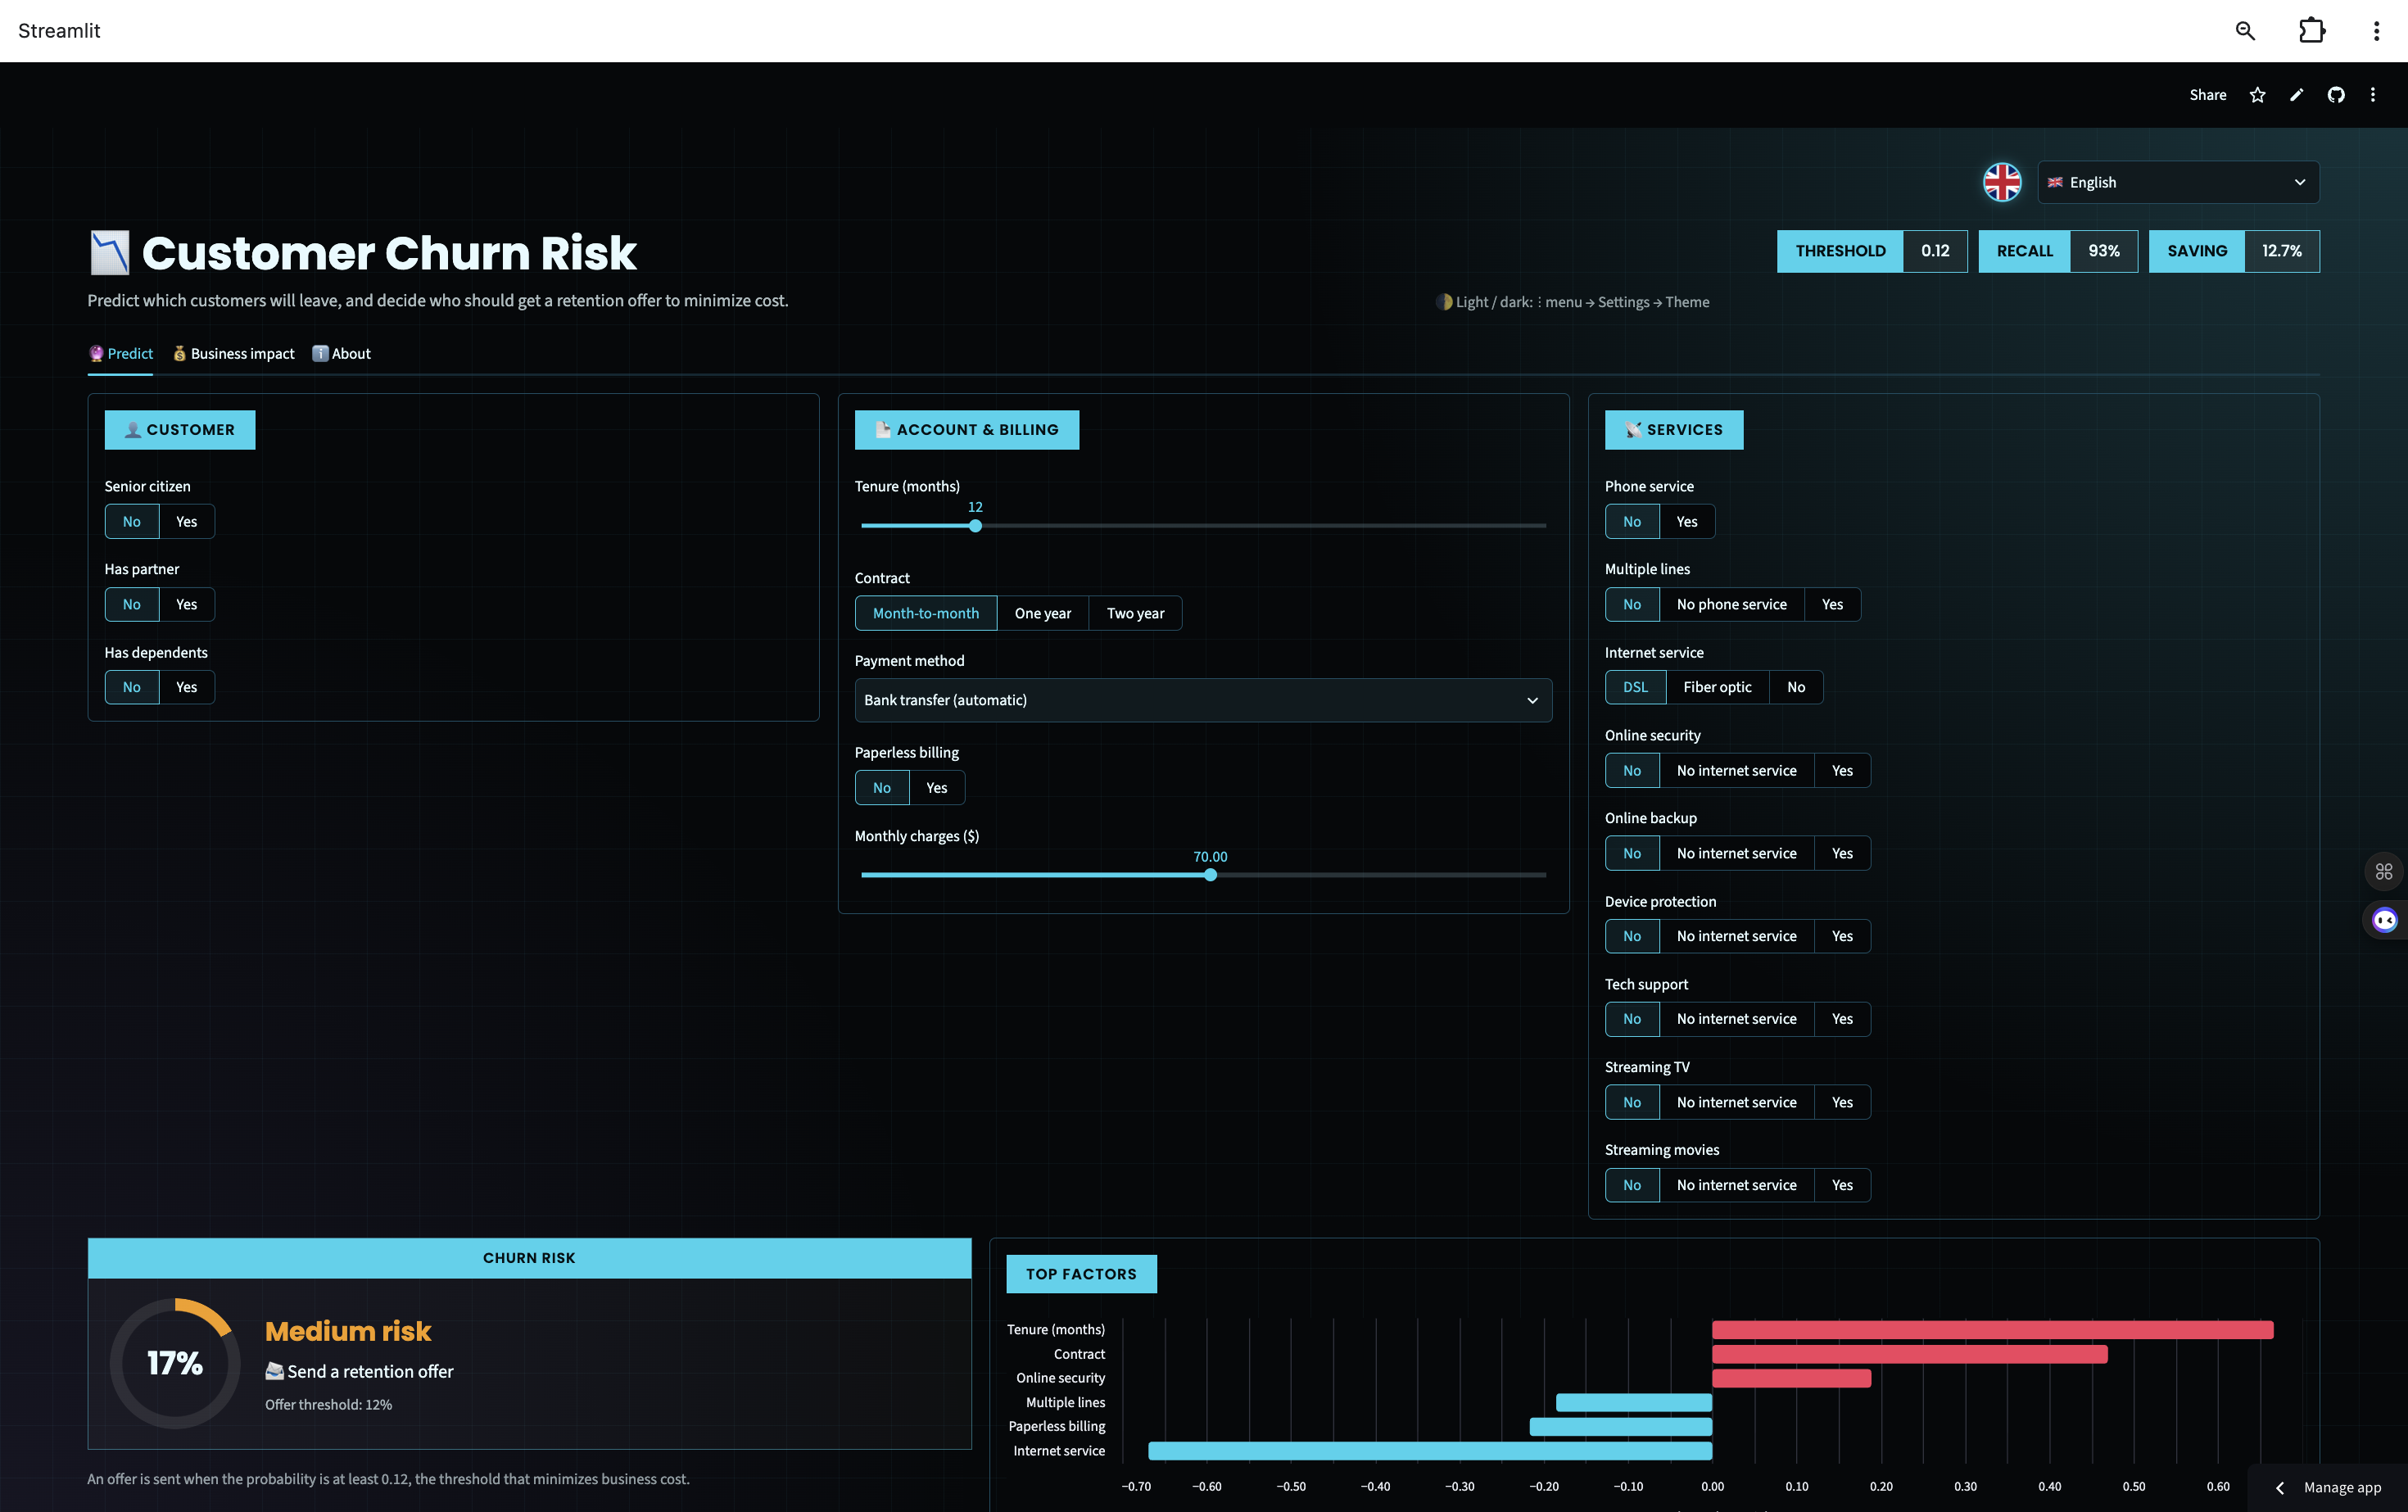 Streamlit
Share
English
Customer Churn Risk
THRESHOLD 0.12 RECALL 93% SAVING 12.7%
Predict which customers will leave, and decide who should get a retention offer to minimize cost.
Light / dark: ⋮ menu → Settings → Theme
Predict Business impact About
CUSTOMER
Senior citizen
No Yes
Has partner
No Yes
Has dependents
No Yes
ACCOUNT & BILLING
Tenure (months)
12
Contract
Month-to-month One year Two year
Payment method
Bank transfer (automatic)
Paperless billing
No Yes
Monthly charges ($)
70.00
SERVICES
Phone service
No Yes
Multiple lines
No No phone service Yes
Internet service
DSL Fiber optic No
Online security
No No internet service Yes
Online backup
No No internet service Yes
Device protection
No No internet service Yes
Tech support
No No internet service Yes
Streaming TV
No No internet service Yes
Streaming movies
No No internet service Yes
CHURN RISK
17%
Medium risk
Send a retention offer
Offer threshold: 12%
An offer is sent when the probability is at least 0.12, the threshold that minimizes business cost.
TOP FACTORS
Tenure (months)
Contract
Online security
Multiple lines
Paperless billing
Internet service
−0.70 −0.60 −0.50 −0.40 −0.30 −0.20 −0.10 0.00 0.10 0.20 0.30 0.40 0.50 0.60
Manage app